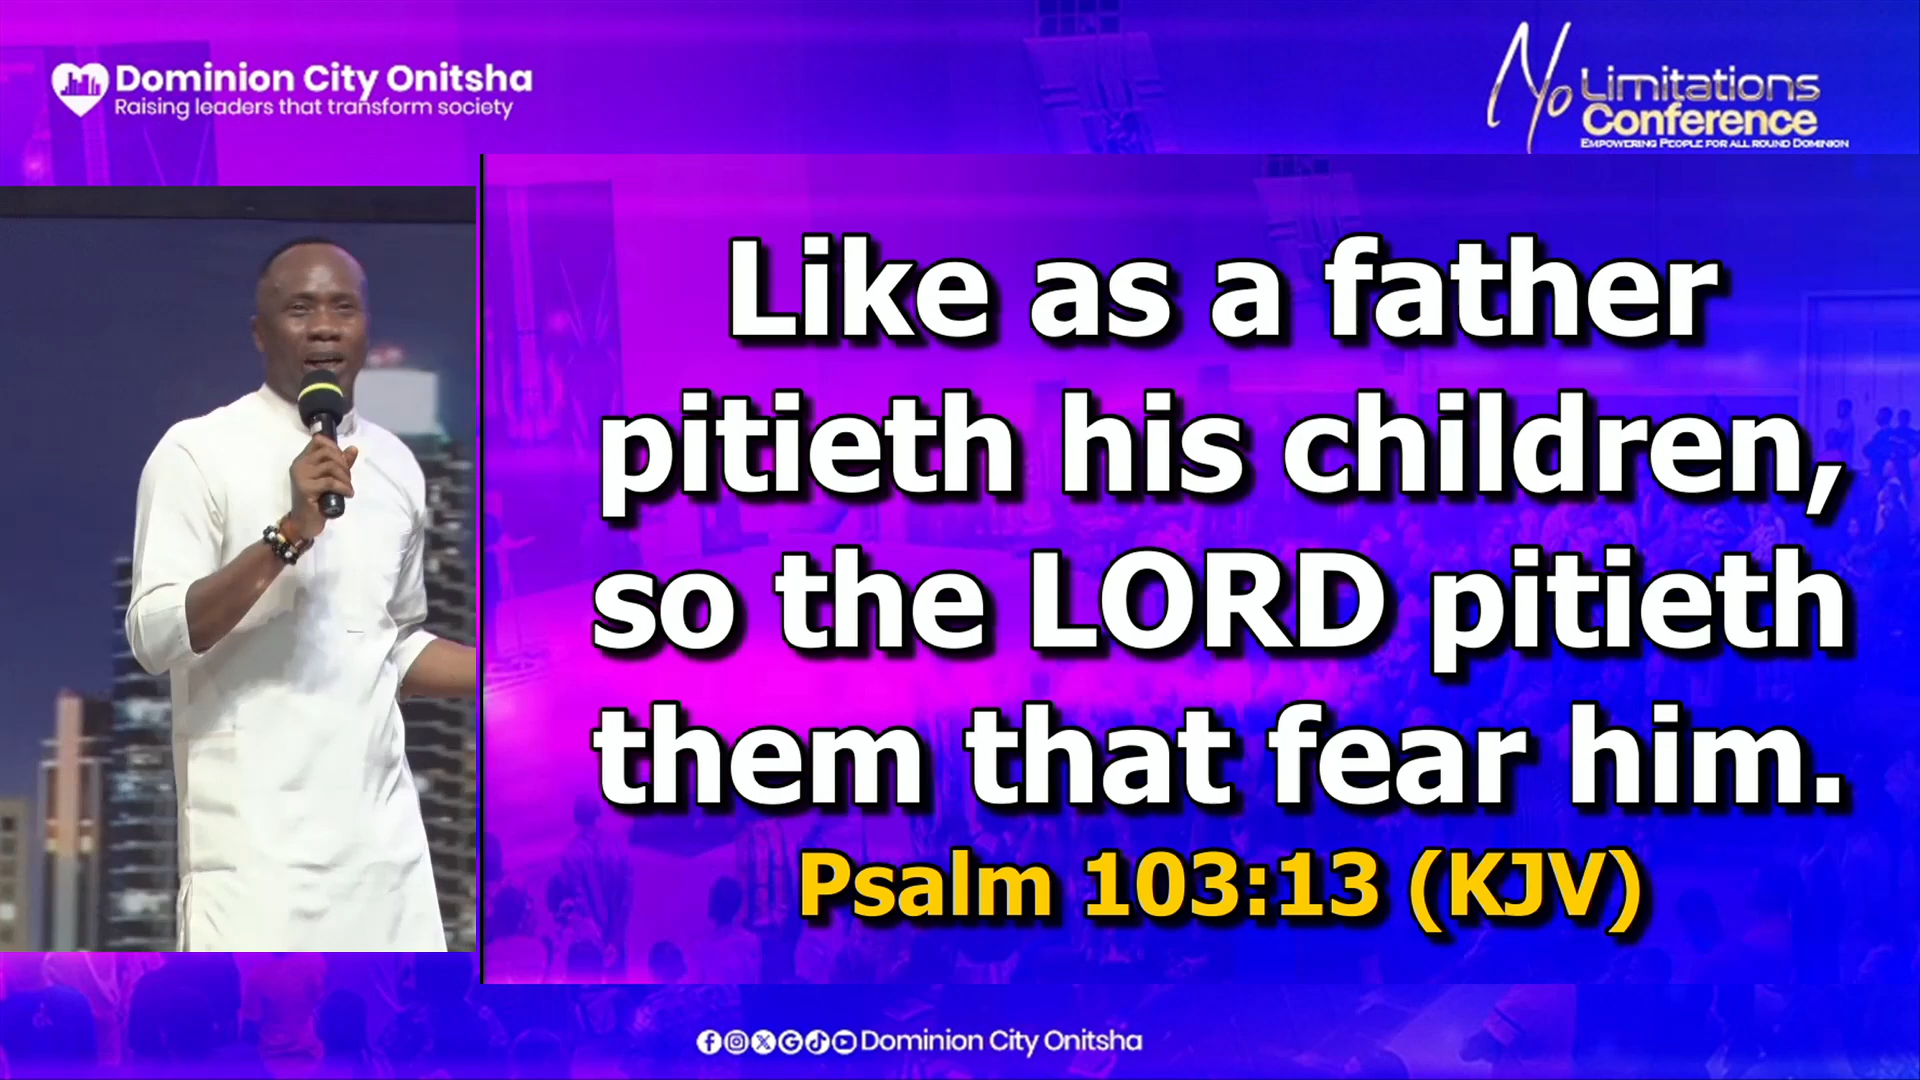 Dominion City Onitsha
Raising leaders that transform society
No Limitations
Conference
EMPOWERING PEOPLE FOR ALL ROUND DOMINION
Like as a father
pitieth his children,
so the LORD pitieth
them that fear him.
Psalm 103:13 (KJV)
Dominion City Onitsha